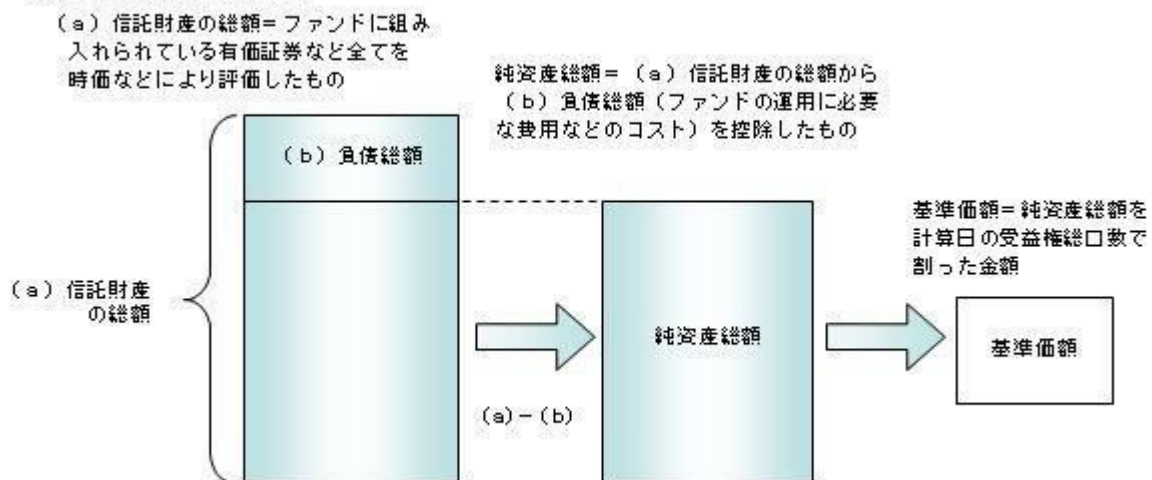 (a)信託財産の総額=ファンドに組み
入れられている有価証券など全てを
時価などにより評価したもの
純資産総額=(a)信託財産の総額から
(b)負債総額(ファンドの運用に必要
な費用などのコスト)を控除したもの
(b)負債総額
基準価額=純資産総額を
計算日の受益権総口数で
割った金額
(a)信託財産
の総額
純資産総額
基準価額
(a)-(b)